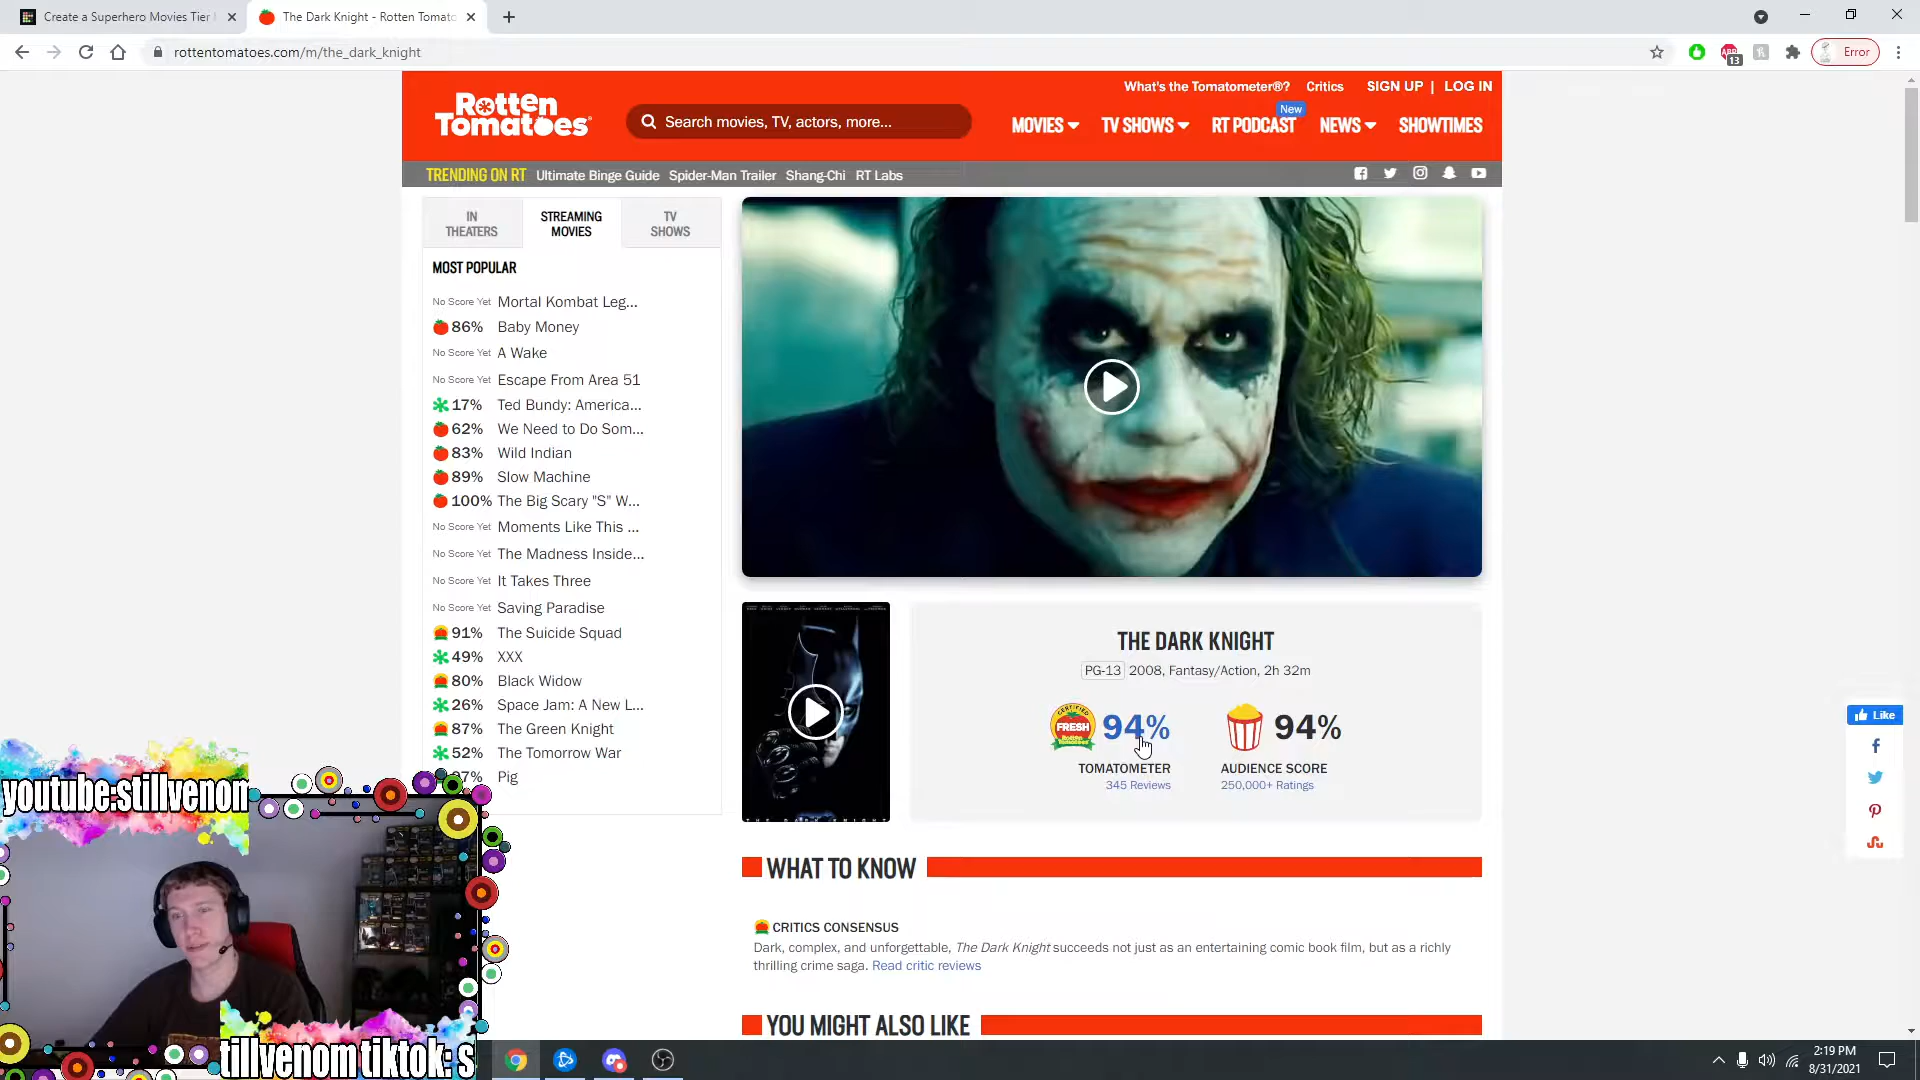 Create a Superhero Movies Tier
The Dark Knight - Rotten Tomato
rottentomatoes.com/m/the_dark_knight
13
Error
What's the Tomatometer®?
Critics
SIGN UP | LOG IN
Rotten
Tomatoes
Search movies, TV, actors, more...
New
MOVIES
TV SHOWS
RT PODCAST
NEWS
SHOWTIMES
TRENDING ON RT
Ultimate Binge Guide
Spider-Man Trailer
Shang-Chi
RT Labs
IN
THEATERS
STREAMING
MOVIES
TV
SHOWS
MOST POPULAR
No Score Yet Mortal Kombat Leg...
86% Baby Money
No Score Yet A Wake
No Score Yet Escape From Area 51
17% Ted Bundy: America...
62% We Need to Do Som...
83% Wild Indian
89% Slow Machine
100% The Big Scary "S" W...
No Score Yet Moments Like This ...
No Score Yet The Madness Inside...
No Score Yet It Takes Three
No Score Yet Saving Paradise
91% The Suicide Squad
49% XXX
80% Black Widow
26% Space Jam: A New L...
87% The Green Knight
52% The Tomorrow War
Pig
THE DARK KNIGHT
PG-13 2008, Fantasy/Action, 2h 32m
CERTIFIED
FRESH
Rotten
Tomatoes
94%
TOMATOMETER
345 Reviews
94%
AUDIENCE SCORE
250,000+ Ratings
THE DARK KNIGHT
Like
WHAT TO KNOW
CRITICS CONSENSUS
Dark, complex, and unforgettable, The Dark Knight succeeds not just as an entertaining comic book film, but as a richly
thrilling crime saga. Read critic reviews
YOU MIGHT ALSO LIKE
youtube:stillvenom
tillvenom tiktok: s
2:19 PM
8/31/2021